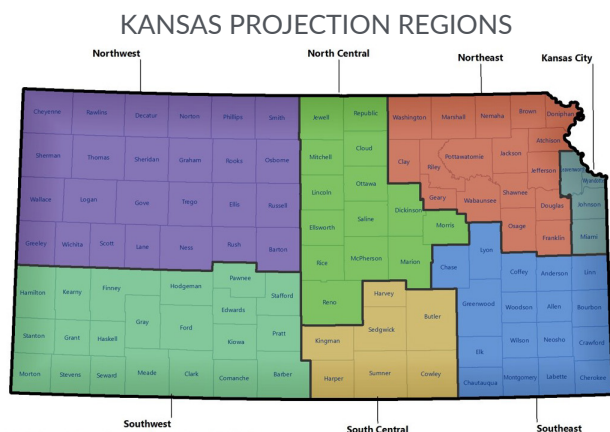 KANSAS PROJECTION REGIONS
Northwest North Central Northeast Kansas City
Cheyenne Rawlins Decatur Norton Phillips Smith Jewell Republic Washington Marshall Nemaha Brown Doniphan
Sherman Thomas Sheridan Graham Rooks Osborne Mitchell Cloud Clay Riley Pottawatomie Jackson Atchison Jefferson Leavenworth Wyandotte
Wallace Logan Gove Trego Ellis Russell Lincoln Ottawa Dickinson Geary Wabaunsee Shawnee Douglas Johnson
Greeley Wichita Scott Lane Ness Rush Barton Ellsworth Saline Morris Osage Franklin Miami
Rice McPherson Marion Chase Lyon Coffey Anderson Linn
Hamilton Kearny Finney Hodgeman Pawnee Stafford Reno Harvey Butler Greenwood Woodson Allen Bourbon
Stanton Grant Haskell Gray Ford Edwards Kiowa Pratt Kingman Sedgwick Elk Wilson Neosho Crawford
Morton Stevens Seward Meade Clark Comanche Barber Harper Sumner Cowley Chautauqua Montgomery Labette Cherokee
Southwest South Central Southeast